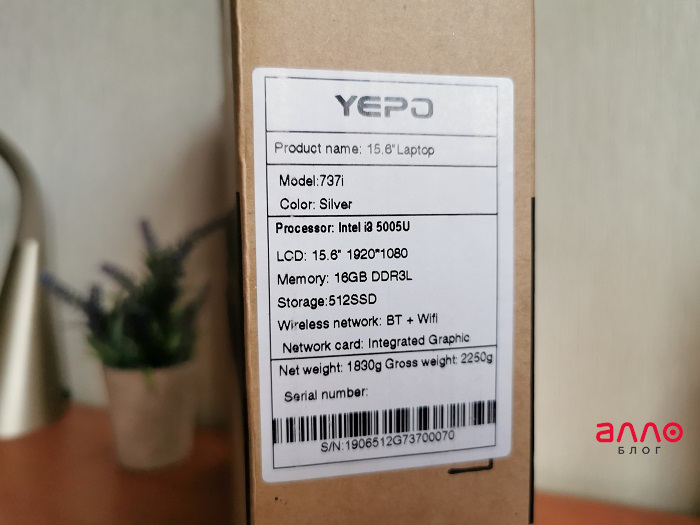 YEPO
Product name: 15.6" Laptop
Model:737i
Color: Silver
Processor: Intel i3 5005U
LCD: 15.6" 1920*1080
Memory: 16GB DDR3L
Storage:512SSD
Wireless network: BT + Wifi
Network card: Integrated Graphic
Net weight: 1830g Gross weight: 2250g
Serial number:
S/N:1906512G73700070
алло
БЛОГ